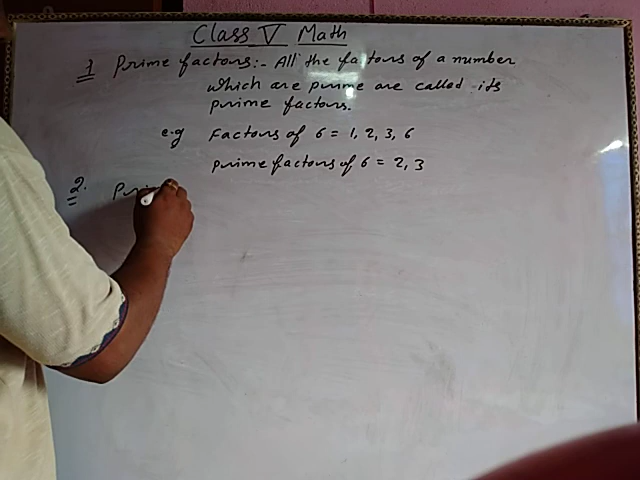 Class V Math
1 Prime factors:- All the factors of a number
which are prime are called its
prime factors.
e.g Factors of 6 = 1, 2, 3, 6
prime factors of 6 = 2, 3
2.